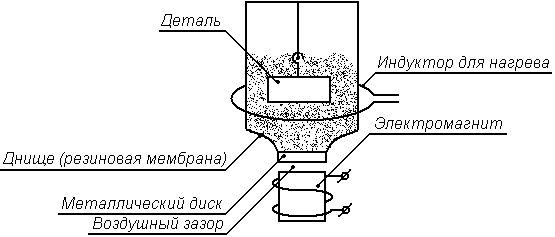 Деталь
Индуктор для нагрева
Электромагнит
Днище (резиновая мембрана)
Металлический диск
Воздушный зазор